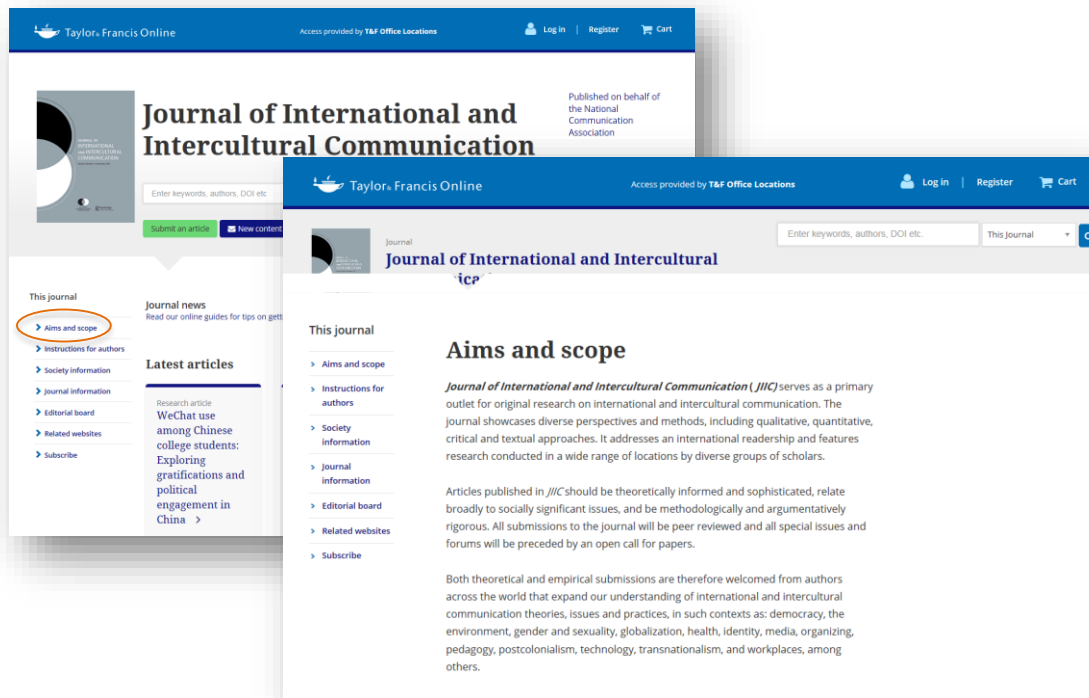 Taylor & Francis Online
Access provided by T&F Office Locations
Log in | Register Cart
Journal of International and
Intercultural Communication
Published on behalf of
the National
Communication
Association
JOURNAL OF
INTERNATIONAL
AND INTERCULTURAL
COMMUNICATION
Enter keywords, authors, DOI etc
Submit an article
New content
This journal
Aims and scope
Instructions for authors
Society information
Journal information
Editorial board
Related websites
Subscribe
Journal news
Read our online guides for tips on gett
Latest articles
Research article
WeChat use
among Chinese
college students:
Exploring
gratifications and
political
engagement in
China
Taylor & Francis Online
Access provided by T&F Office Locations
Log in | Register Cart
Journal
Journal of International and Intercultural
Enter keywords, authors, DOI etc.
This Journal
This journal
Aims and scope
Instructions for
authors
Society
information
Journal
information
Editorial board
Related websites
Subscribe
Aims and scope
Journal of International and Intercultural Communication ( JIIC) serves as a primary
outlet for original research on international and intercultural communication. The
journal showcases diverse perspectives and methods, including qualitative, quantitative,
critical and textual approaches. It addresses an international readership and features
research conducted in a wide range of locations by diverse groups of scholars.
Articles published in JIIC should be theoretically informed and sophisticated, relate
broadly to socially significant issues, and be methodologically and argumentatively
rigorous. All submissions to the journal will be peer reviewed and all special issues and
forums will be preceded by an open call for papers.
Both theoretical and empirical submissions are therefore welcomed from authors
across the world that expand our understanding of international and intercultural
communication theories, issues and practices, in such contexts as: democracy, the
environment, gender and sexuality, globalization, health, identity, media, organizing,
pedagogy, postcolonialism, technology, transnationalism, and workplaces, among
others.